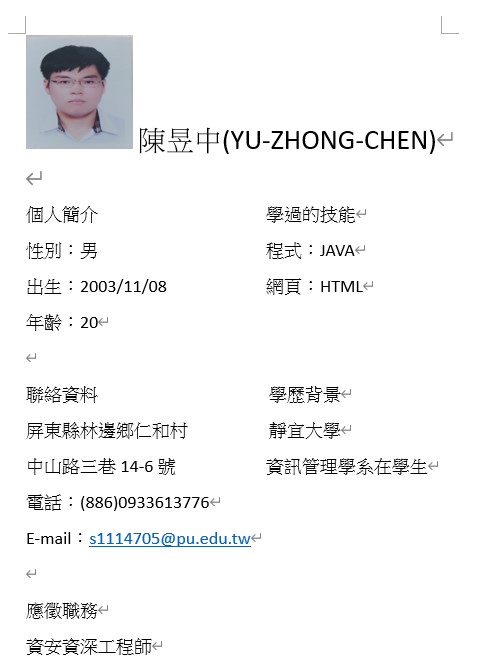 陳昱中(YU-ZHONG-CHEN)
個人簡介 學過的技能
性別：男 程式：JAVA
出生：2003/11/08 網頁：HTML
年齡：20
聯絡資料 學歷背景
屏東縣林邊鄉仁和村 靜宜大學
中山路三巷 14-6 號 資訊管理學系在學生
電話：(886)0933613776
E-mail：s1114705@pu.edu.tw
應徵職務
資安資深工程師